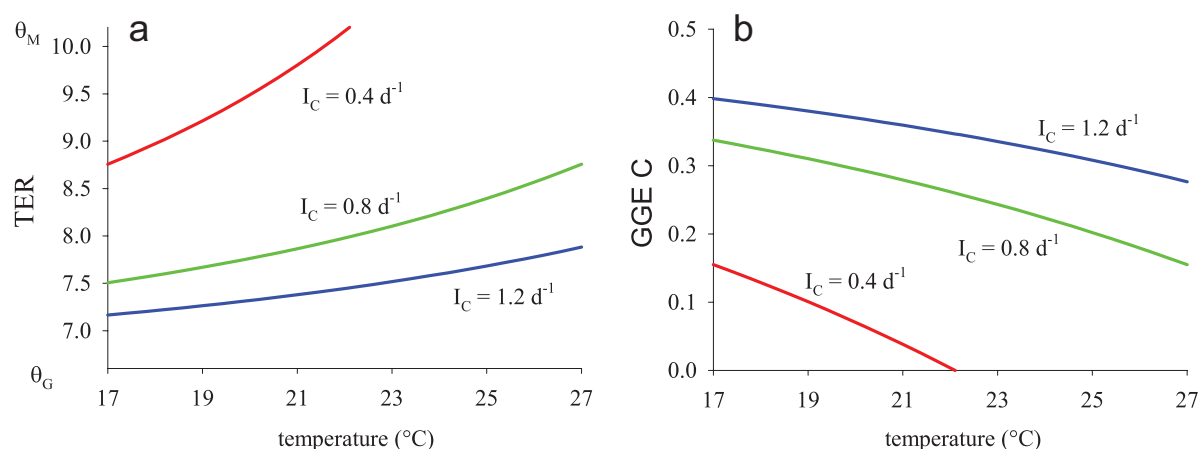 a
θM
10.0
9.5
9.0
8.5
8.0
7.5
7.0
θG
TER
IC = 0.4 d-1
IC = 0.8 d-1
IC = 1.2 d-1
17 19 21 23 25 27
temperature (°C)
b
0.5
0.4
0.3
0.2
0.1
0.0
GGE C
IC = 1.2 d-1
IC = 0.8 d-1
IC = 0.4 d-1
17 19 21 23 25 27
temperature (°C)